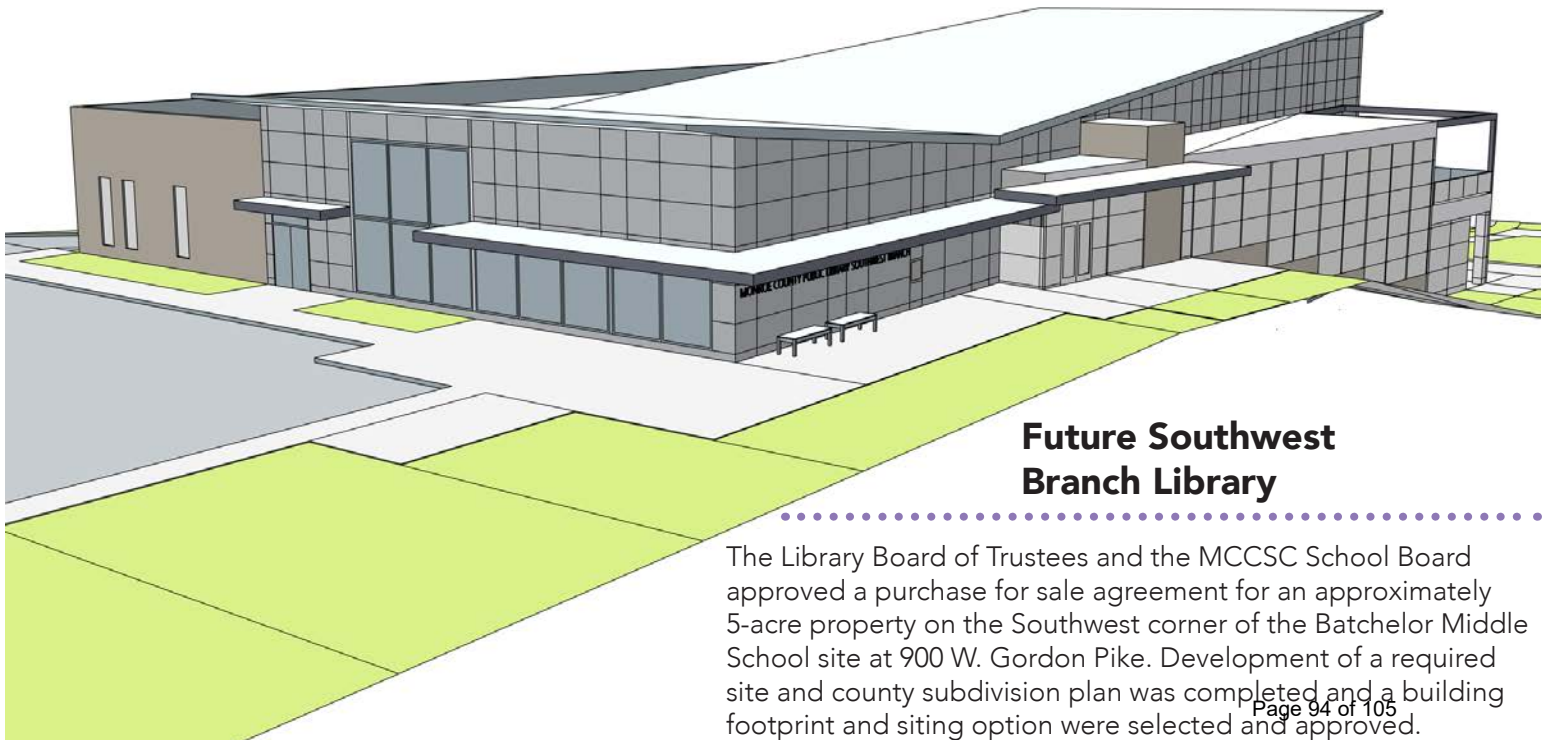 MONROE COUNTY PUBLIC LIBRARY SOUTHWEST BRANCH
Future Southwest
Branch Library
The Library Board of Trustees and the MCCSC School Board
approved a purchase for sale agreement for an approximately
5-acre property on the Southwest corner of the Batchelor Middle
School site at 900 W. Gordon Pike. Development of a required
site and county subdivision plan was completed and a building
footprint and siting option were selected and approved.
Page 94 of 105